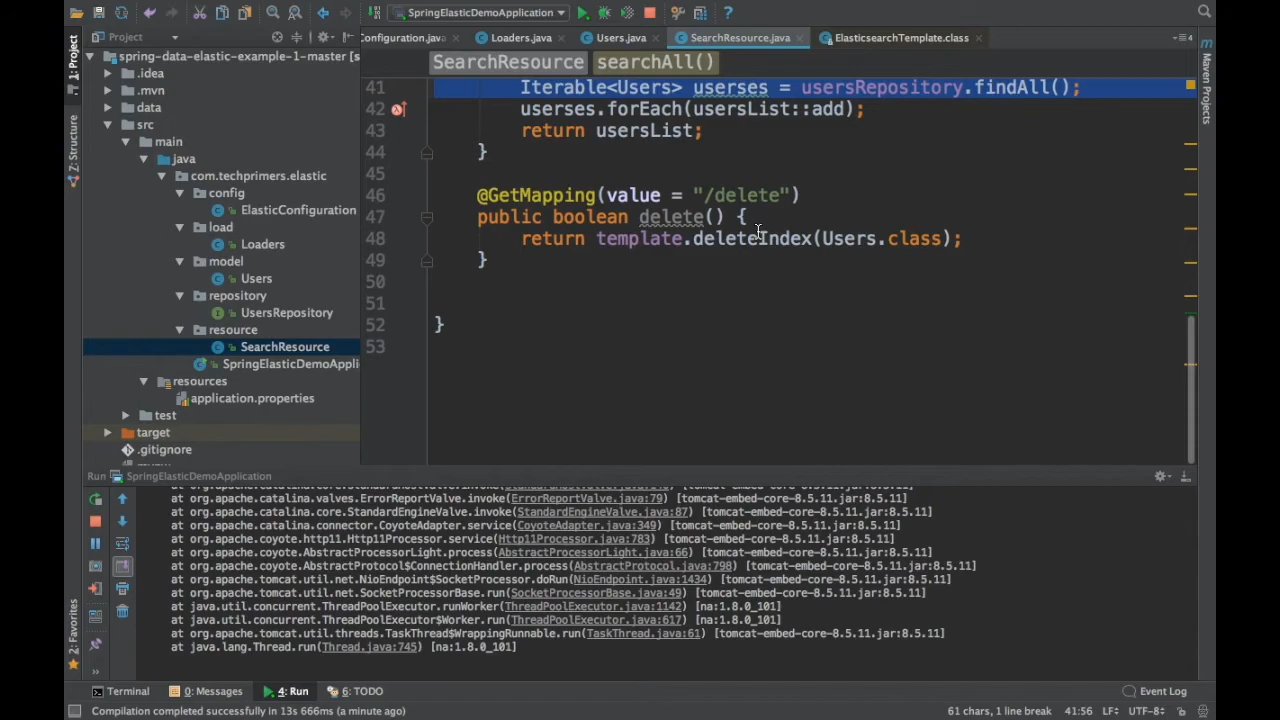 SpringElasticDemoApplication
Project
Configuration.java
Loaders.java
Users.java
SearchResource.java
ElasticsearchTemplate.class
1: Project
Z: Structure
2: Favorites
Maven Projects
spring-data-elastic-example-1-master [s
.idea
.mvn
data
src
main
java
com.techprimers.elastic
config
ElasticConfiguration
load
Loaders
model
Users
repository
UsersRepository
resource
SearchResource
SpringElasticDemoAppli
resources
application.properties
test
target
.gitignore
SearchResource searchAll()
41 Iterable<Users> userses = usersRepository.findAll();
42 userses.forEach(usersList::add);
43 return usersList;
44 }
45
46 @GetMapping(value = "/delete")
47 public boolean delete() {
48 return template.deleteIndex(Users.class);
49 }
50
51
52 }
53
Run SpringElasticDemoApplication
at org.apache.catalina.valves.ErrorReportValve.invoke(ErrorReportValve.java:79) [tomcat-embed-core-8.5.11.jar:8.5.11]
at org.apache.catalina.core.StandardEngineValve.invoke(StandardEngineValve.java:87) [tomcat-embed-core-8.5.11.jar:8.5.11]
at org.apache.catalina.connector.CoyoteAdapter.service(CoyoteAdapter.java:349) [tomcat-embed-core-8.5.11.jar:8.5.11]
at org.apache.coyote.http11.Http11Processor.service(Http11Processor.java:783) [tomcat-embed-core-8.5.11.jar:8.5.11]
at org.apache.coyote.AbstractProcessorLight.process(AbstractProcessorLight.java:66) [tomcat-embed-core-8.5.11.jar:8.5.11]
at org.apache.coyote.AbstractProtocol$ConnectionHandler.process(AbstractProtocol.java:798) [tomcat-embed-core-8.5.11.jar:8.5.11]
at org.apache.tomcat.util.net.NioEndpoint$SocketProcessor.doRun(NioEndpoint.java:1434) [tomcat-embed-core-8.5.11.jar:8.5.11]
at org.apache.tomcat.util.net.SocketProcessorBase.run(SocketProcessorBase.java:49) [tomcat-embed-core-8.5.11.jar:8.5.11]
at java.util.concurrent.ThreadPoolExecutor.runWorker(ThreadPoolExecutor.java:1142) [na:1.8.0_101]
at java.util.concurrent.ThreadPoolExecutor$Worker.run(ThreadPoolExecutor.java:617) [na:1.8.0_101]
at org.apache.tomcat.util.threads.TaskThread$WrappingRunnable.run(TaskThread.java:61) [tomcat-embed-core-8.5.11.jar:8.5.11]
at java.lang.Thread.run(Thread.java:745) [na:1.8.0_101]
Terminal 0: Messages 4: Run 6: TODO Event Log
Compilation completed successfully in 13s 666ms (a minute ago) 61 chars, 1 line break 41:56 LF÷ UTF-8÷